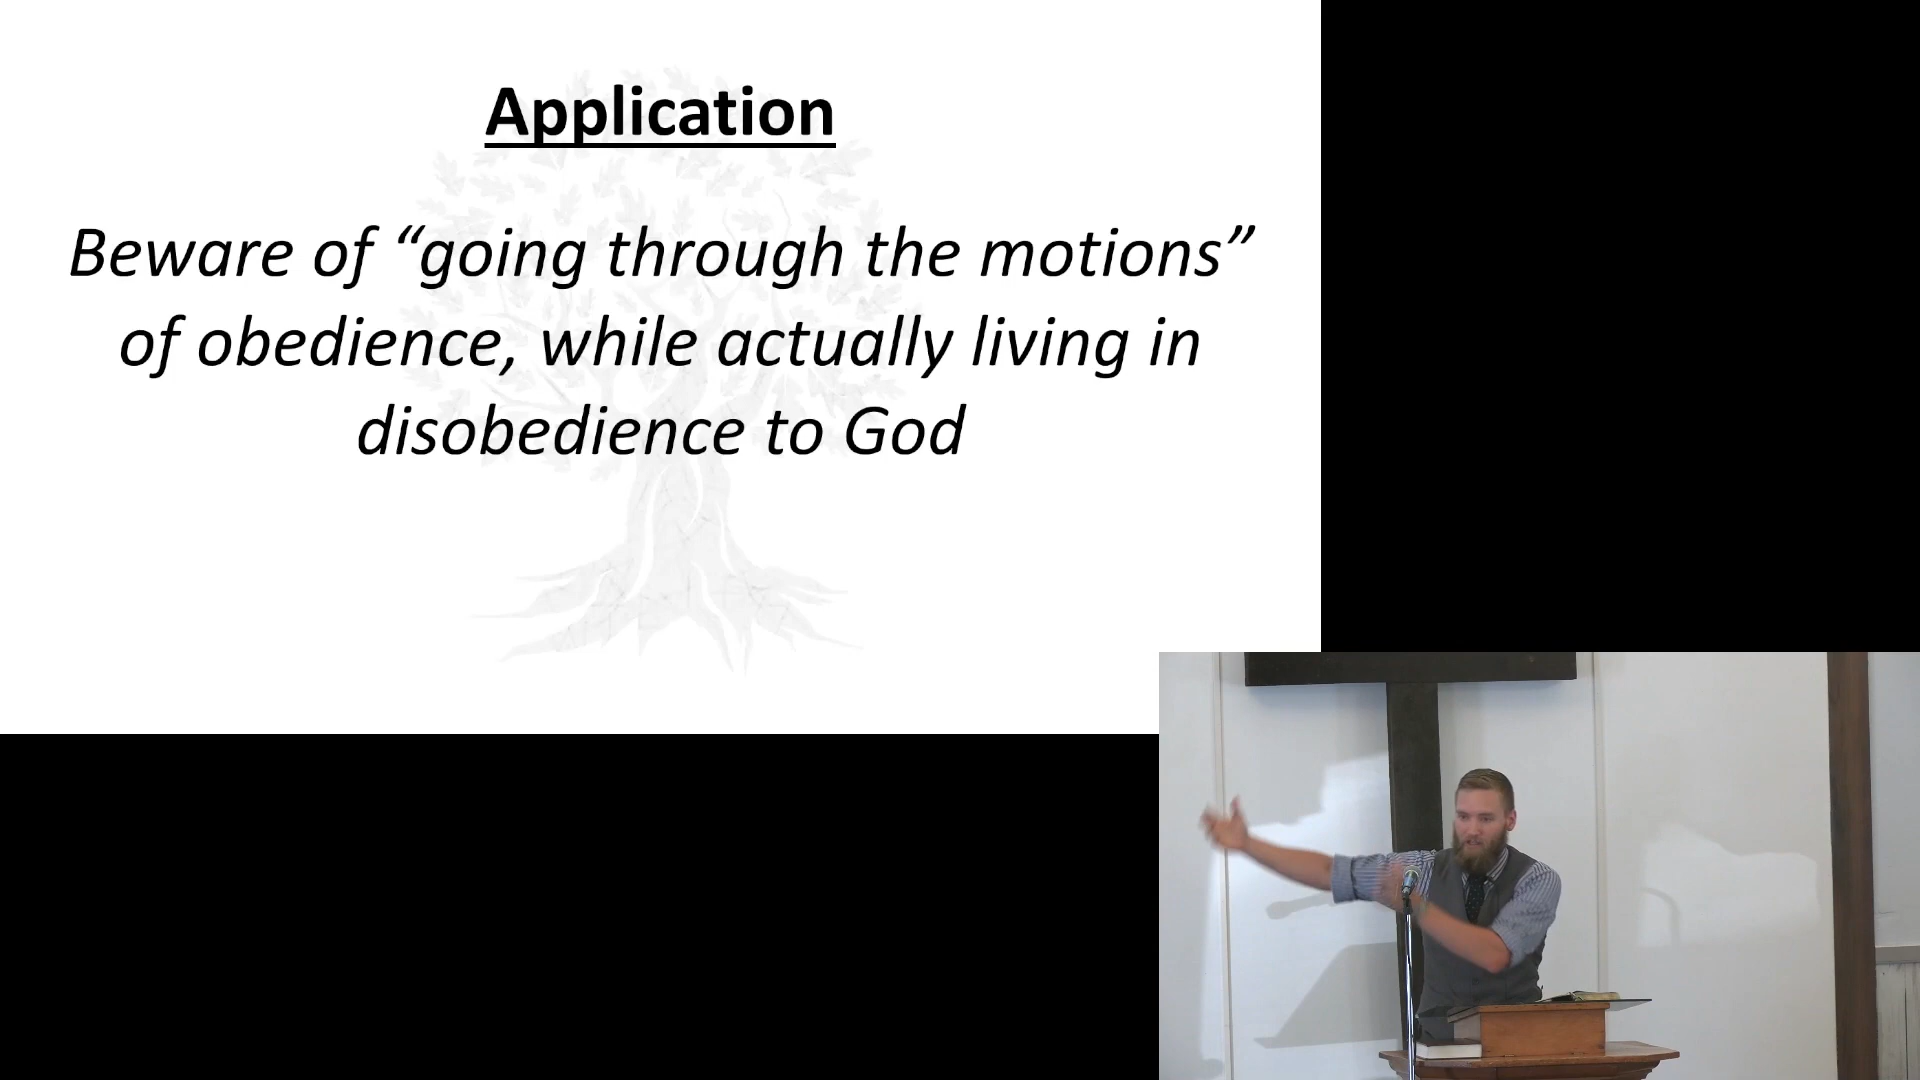 Application
Beware of “going through the motions”
of obedience, while actually living in
disobedience to God